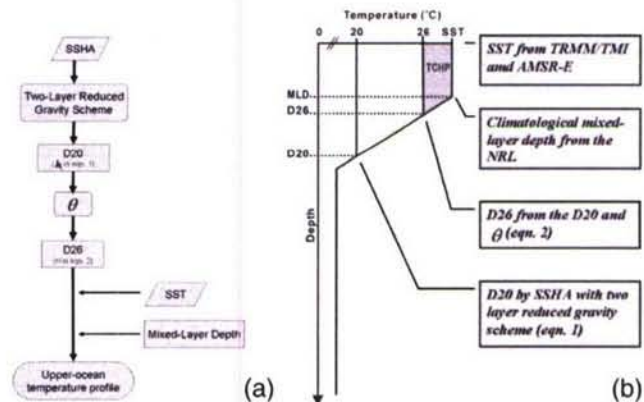 SSHA
Two-Layer Reduced
Gravity Scheme
D20
θ
D26
SST
Mixed-Layer Depth
Upper-ocean
temperature profile
(a)
Temperature (°C)
0
20
26
SST
TCHP
MLD
D26
D20
Depth
SST from TRMM/TMI
and AMSR-E
Climatological mixed-
layer depth from the
NRL
D26 from the D20 and
θ (eqn. 2)
D20 by SSHA with two
layer reduced gravity
scheme (eqn. 1)
(b)